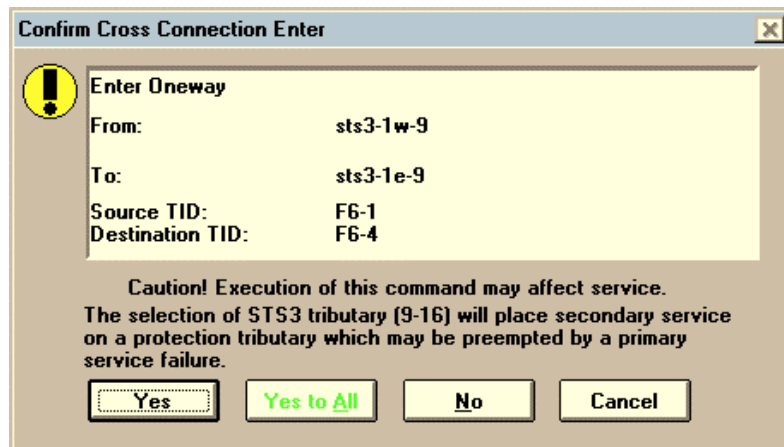 Confirm Cross Connection Enter
Enter Oneway
From: sts3-1w-9
To: sts3-1e-9
Source TID: F6-1
Destination TID: F6-4
Caution! Execution of this command may affect service.
The selection of STS3 tributary (9-16) will place secondary service
on a protection tributary which may be preempted by a primary
service failure.
Yes Yes to All No Cancel